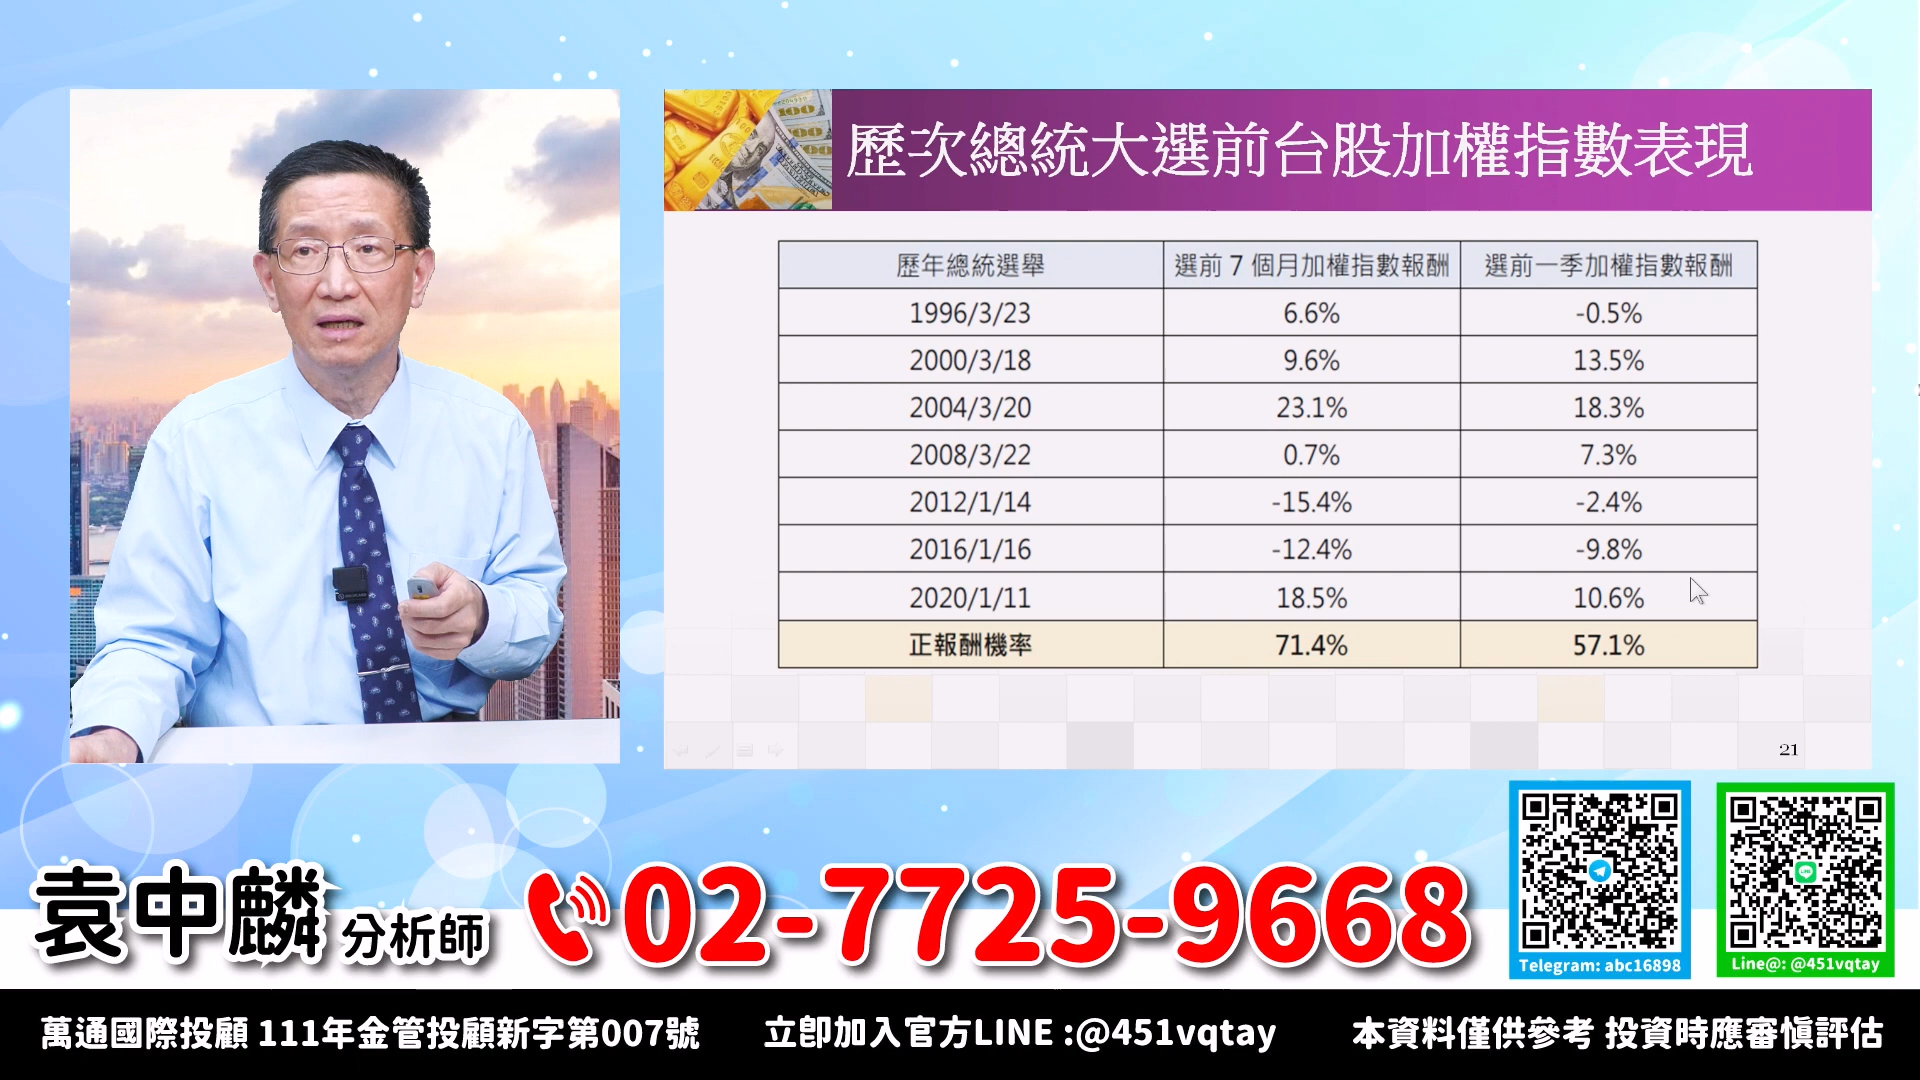 歷次總統大選前台股加權指數表現
歷年總統選舉 選前 7 個月加權指數報酬 選前一季加權指數報酬
1996/3/23 6.6% -0.5%
2000/3/18 9.6% 13.5%
2004/3/20 23.1% 18.3%
2008/3/22 0.7% 7.3%
2012/1/14 -15.4% -2.4%
2016/1/16 -12.4% -9.8%
2020/1/11 18.5% 10.6%
正報酬機率 71.4% 57.1%
21
袁中麟 分析師 02-7725-9668
Telegram: abc16898
Line@: @451vqtay
萬通國際投顧 111年金管投顧新字第007號 立即加入官方LINE :@451vqtay 本資料僅供參考 投資時應審慎評估